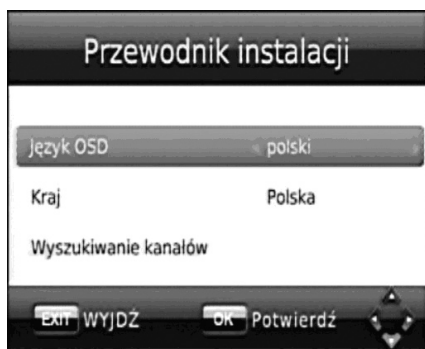 Przewodnik instalacji
Język OSD polski
Kraj Polska
Wyszukiwanie kanałów
EXIT WYJDŹ OK Potwierdź